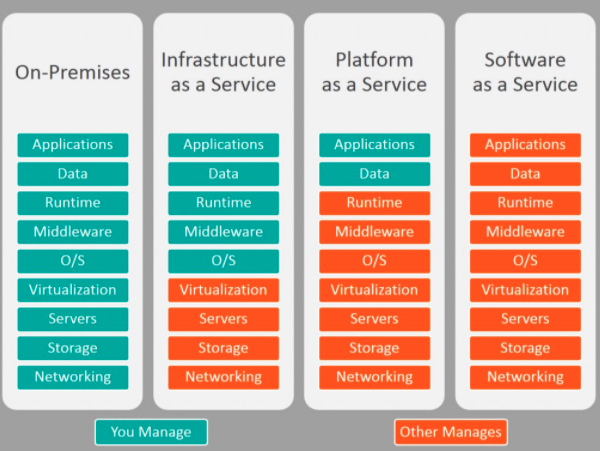 On-Premises
Applications
Data
Runtime
Middleware
O/S
Virtualization
Servers
Storage
Networking
Infrastructure
as a Service
Applications
Data
Runtime
Middleware
O/S
Virtualization
Servers
Storage
Networking
Platform
as a Service
Applications
Data
Runtime
Middleware
O/S
Virtualization
Servers
Storage
Networking
Software
as a Service
Applications
Data
Runtime
Middleware
O/S
Virtualization
Servers
Storage
Networking
You Manage
Other Manages